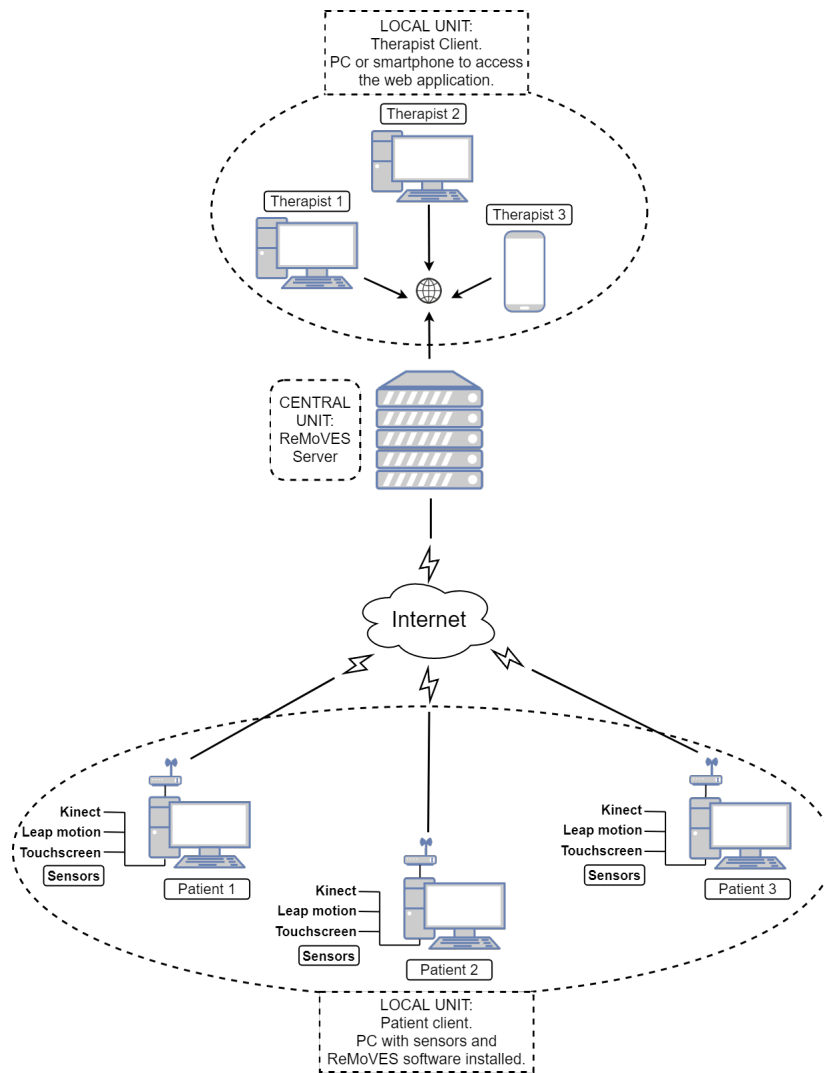 LOCAL UNIT:
Therapist Client.
PC or smartphone to access
the web application.
Therapist 2
Therapist 1
Therapist 3
CENTRAL
UNIT:
ReMoVES
Server
Internet
Kinect
Leap motion
Touchscreen
Sensors
Patient 1
Kinect
Leap motion
Touchscreen
Sensors
Patient 2
Kinect
Leap motion
Touchscreen
Sensors
Patient 3
LOCAL UNIT:
Patient client.
PC with sensors and
ReMoVES software installed.